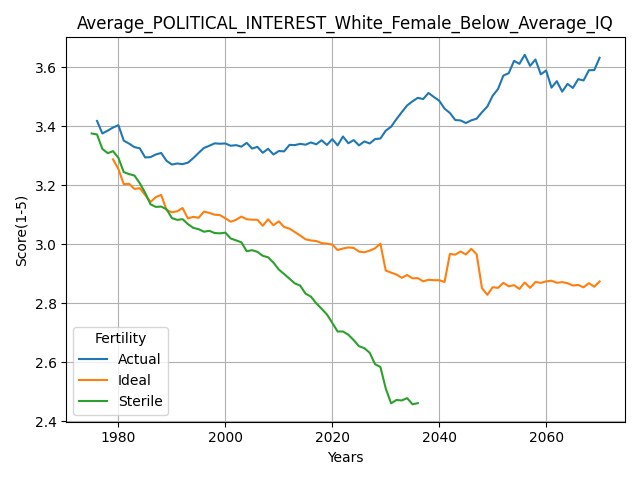 Average_POLITICAL_INTEREST_White_Female_Below_Average_IQ
Score(1-5)
3.6
3.4
3.2
3.0
2.8
2.6
2.4
Fertility
Actual
Ideal
Sterile
1980
2000
2020
2040
2060
Years